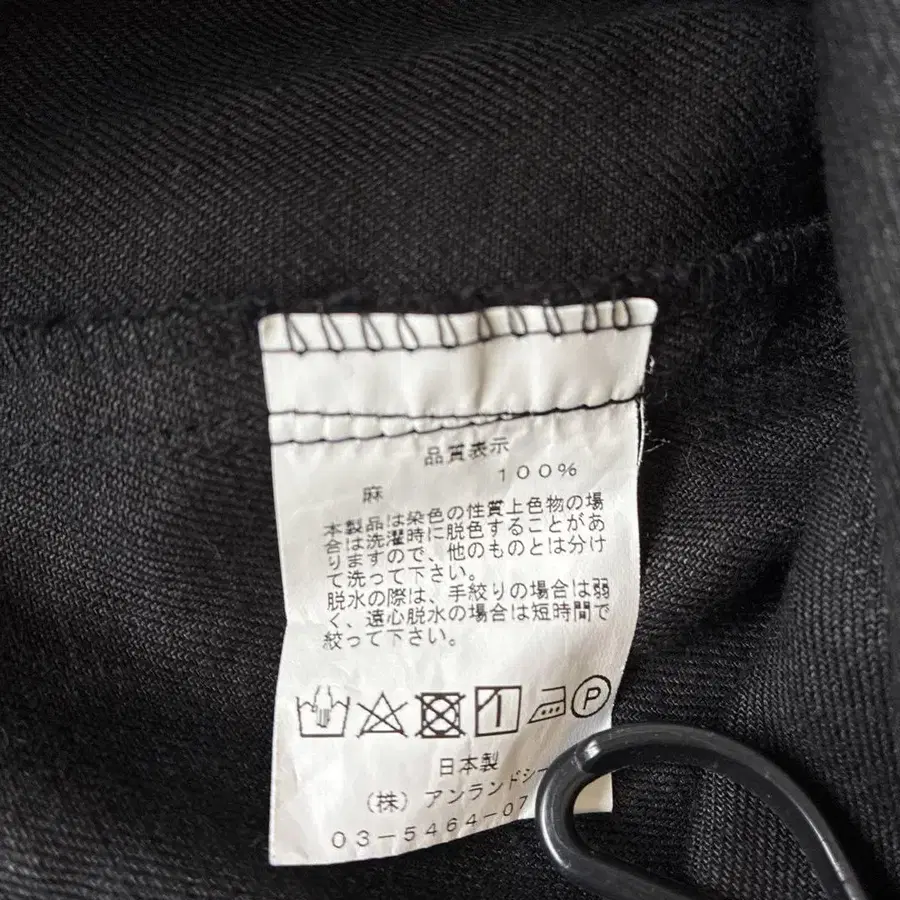 品質表示
麻 100%
本製品は染色の性質上色物の場
合は洗濯時に脱色することがあ
りますので、他のものとは分け
て洗って下さい。
脱水の際は、手絞りの場合は弱
く、遠心脱水の場合は短時間で
絞って下さい。
P
日本製
(株) アンランドシー
03-5464-07